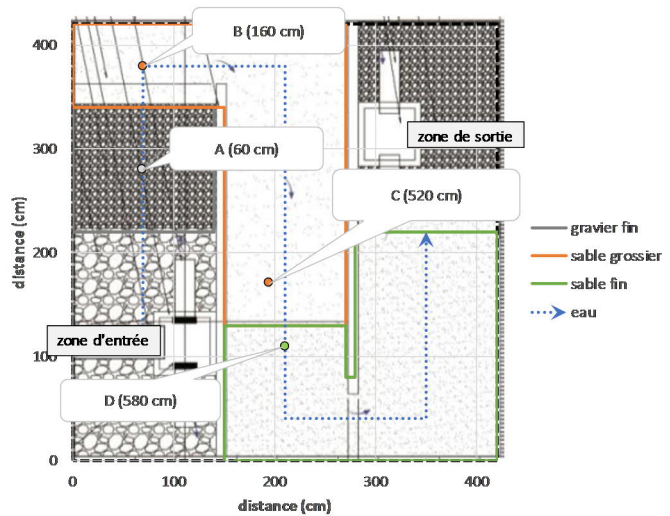 400
B (160 cm)
zone de sortie
A (60 cm)
300
C (520 cm)
distance (cm)
200
gravier fin
sable grossier
sable fin
eau
zone d'entrée
100
D (580 cm)
0
0
100
200
300
400
distance (cm)